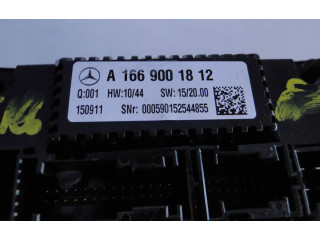 A 166 900 18 12
Q:001 HW:10/44 SW: 15/20.00
150911 SNr: 000590152544855